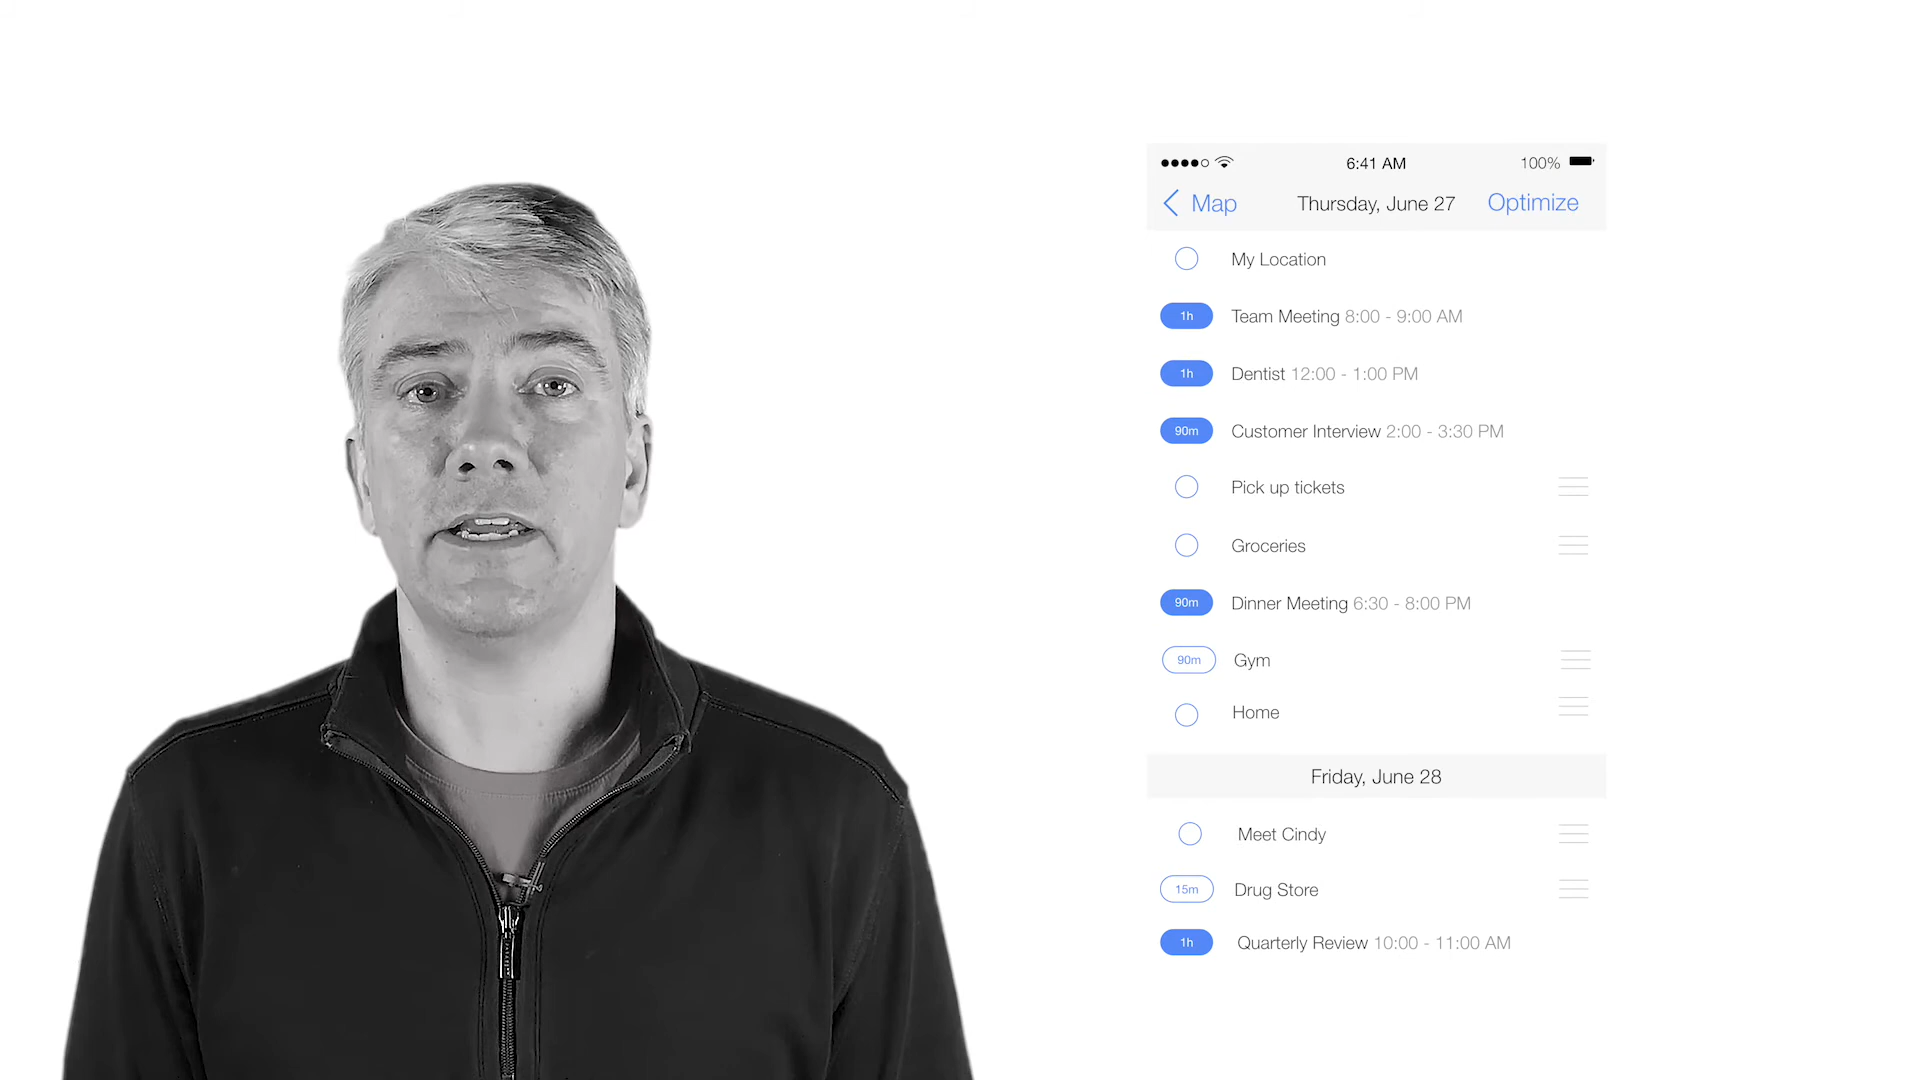 6:41 AM 100%
Map Thursday, June 27 Optimize
My Location
1h Team Meeting 8:00 - 9:00 AM
1h Dentist 12:00 - 1:00 PM
90m Customer Interview 2:00 - 3:30 PM
Pick up tickets
Groceries
90m Dinner Meeting 6:30 - 8:00 PM
90m Gym
Home
Friday, June 28
Meet Cindy
15m Drug Store
1h Quarterly Review 10:00 - 11:00 AM